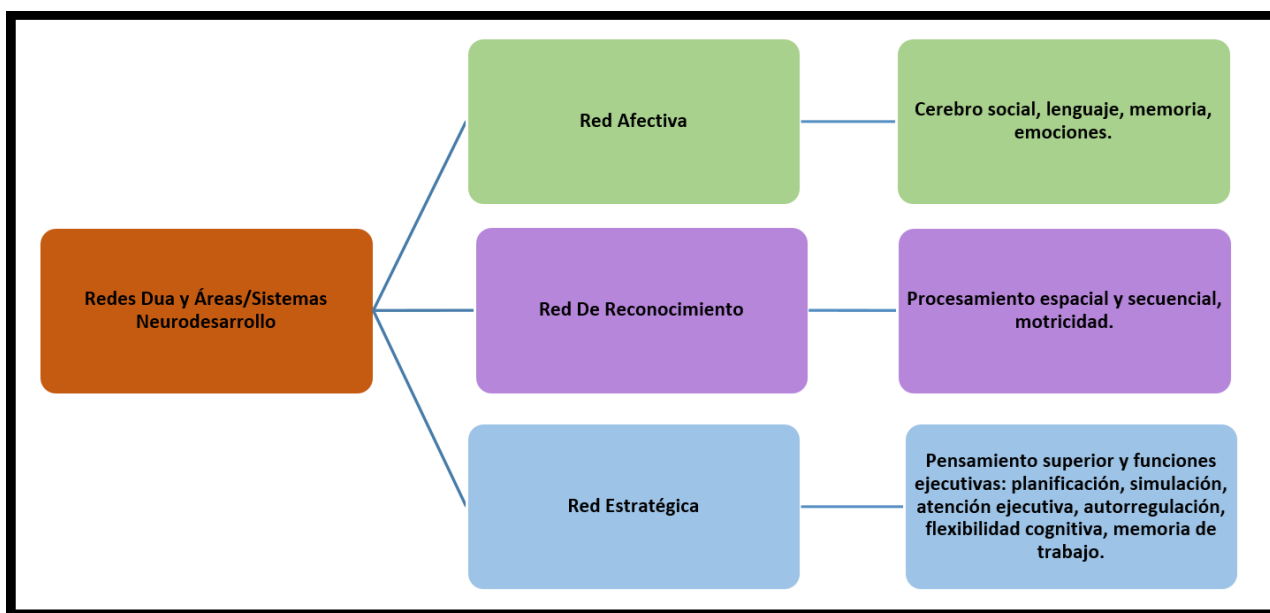 Redes Dua y Áreas/Sistemas
Neurodesarrollo
Red Afectiva
Cerebro social, lenguaje, memoria,
emociones.
Red De Reconocimiento
Procesamiento espacial y secuencial,
motricidad.
Red Estratégica
Pensamiento superior y funciones
ejecutivas: planificación, simulación,
atención ejecutiva, autorregulación,
flexibilidad cognitiva, memoria de
trabajo.